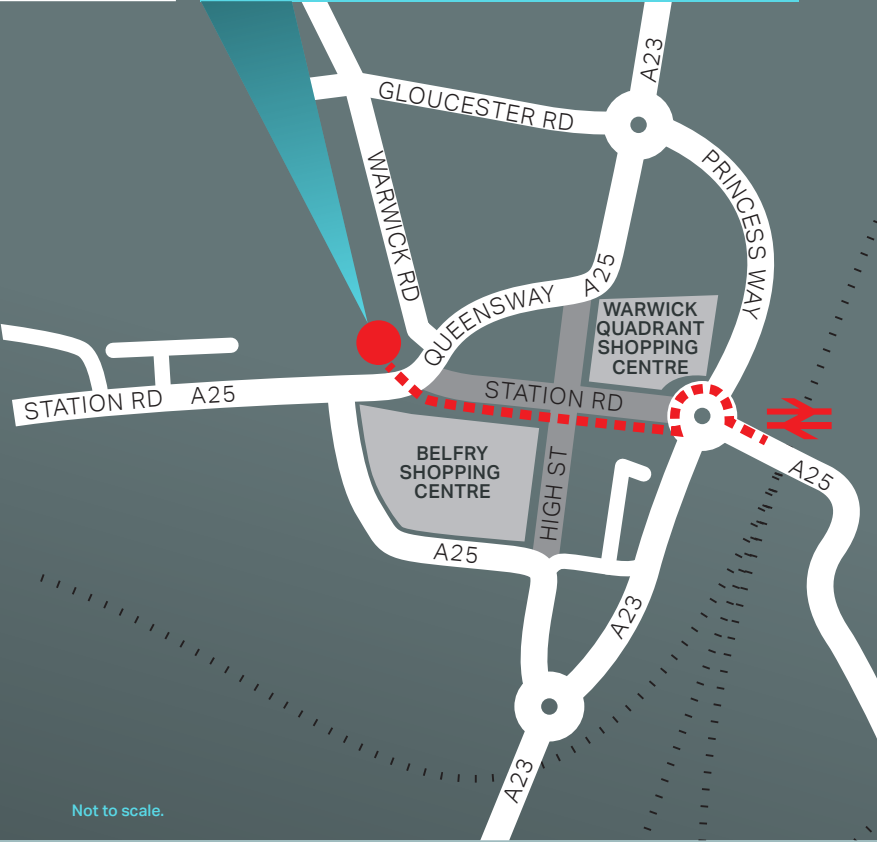 A23
GLOUCESTER RD
PRINCESS WAY
WARWICK RD
A25
QUEENSWAY
WARWICK
QUADRANT
SHOPPING
CENTRE
STATION RD
A25
STATION RD
BELFRY
SHOPPING
CENTRE
HIGH ST
A25
A25
A23
A23
Not to scale.